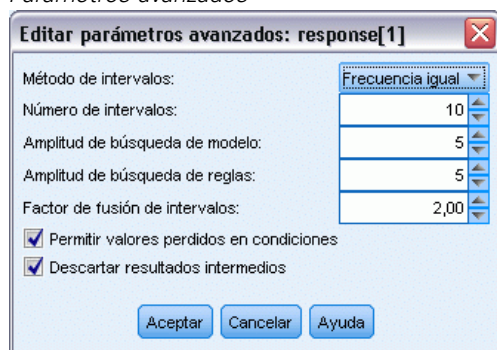 Parámetros avanzados
Editar parámetros avanzados: response[1]
Método de intervalos: Frecuencia igual
Número de intervalos: 10
Amplitud de búsqueda de modelo: 5
Amplitud de búsqueda de reglas: 5
Factor de fusión de intervalos: 2,00
Permitir valores perdidos en condiciones
Descartar resultados intermedios
Aceptar Cancelar Ayuda